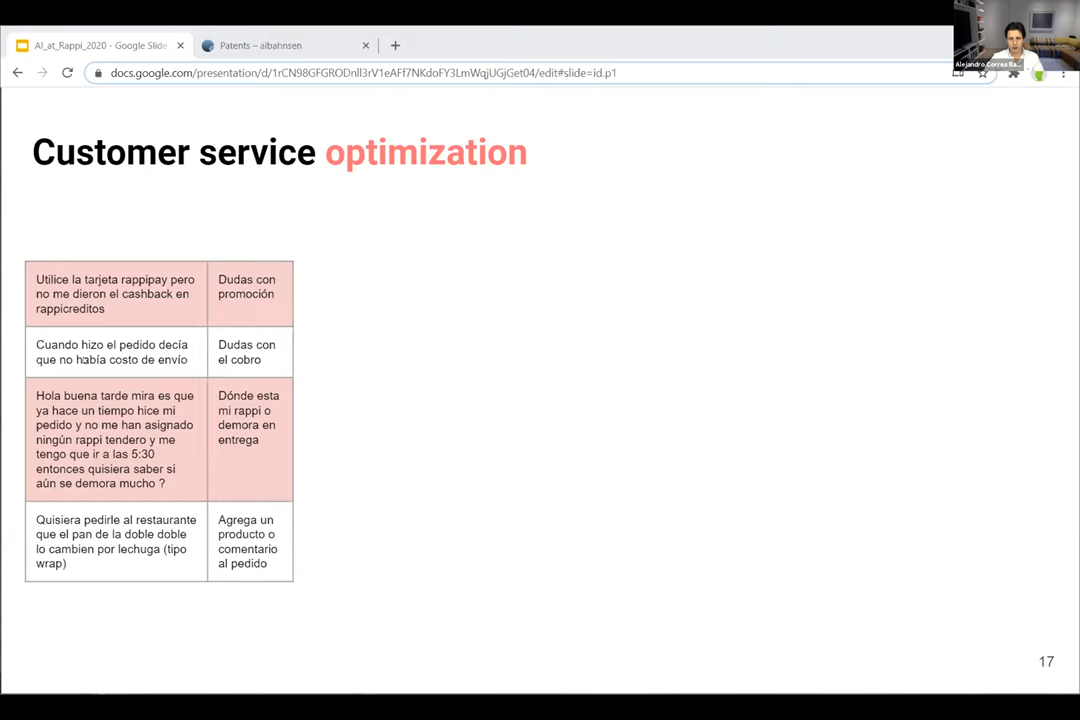 AI_at_Rappi_2020 - Google Slide
Patents – albahnsen
docs.google.com/presentation/d/1rCN98GFGRODnll3rV1eAFf7NKdoFY3LmWqjUGjGet04/edit#slide=id.p1
Alejandro Correa Ba...
Customer service optimization
Utilice la tarjeta rappipay pero
no me dieron el cashback en
rappicreditos
Dudas con
promoción
Cuando hizo el pedido decía
que no había costo de envío
Dudas con
el cobro
Hola buena tarde mira es que
ya hace un tiempo hice mi
pedido y no me han asignado
ningún rappi tendero y me
tengo que ir a las 5:30
entonces quisiera saber si
aún se demora mucho ?
Dónde esta
mi rappi o
demora en
entrega
Quisiera pedirle al restaurante
que el pan de la doble doble
lo cambien por lechuga (tipo
wrap)
Agrega un
producto o
comentario
al pedido
17